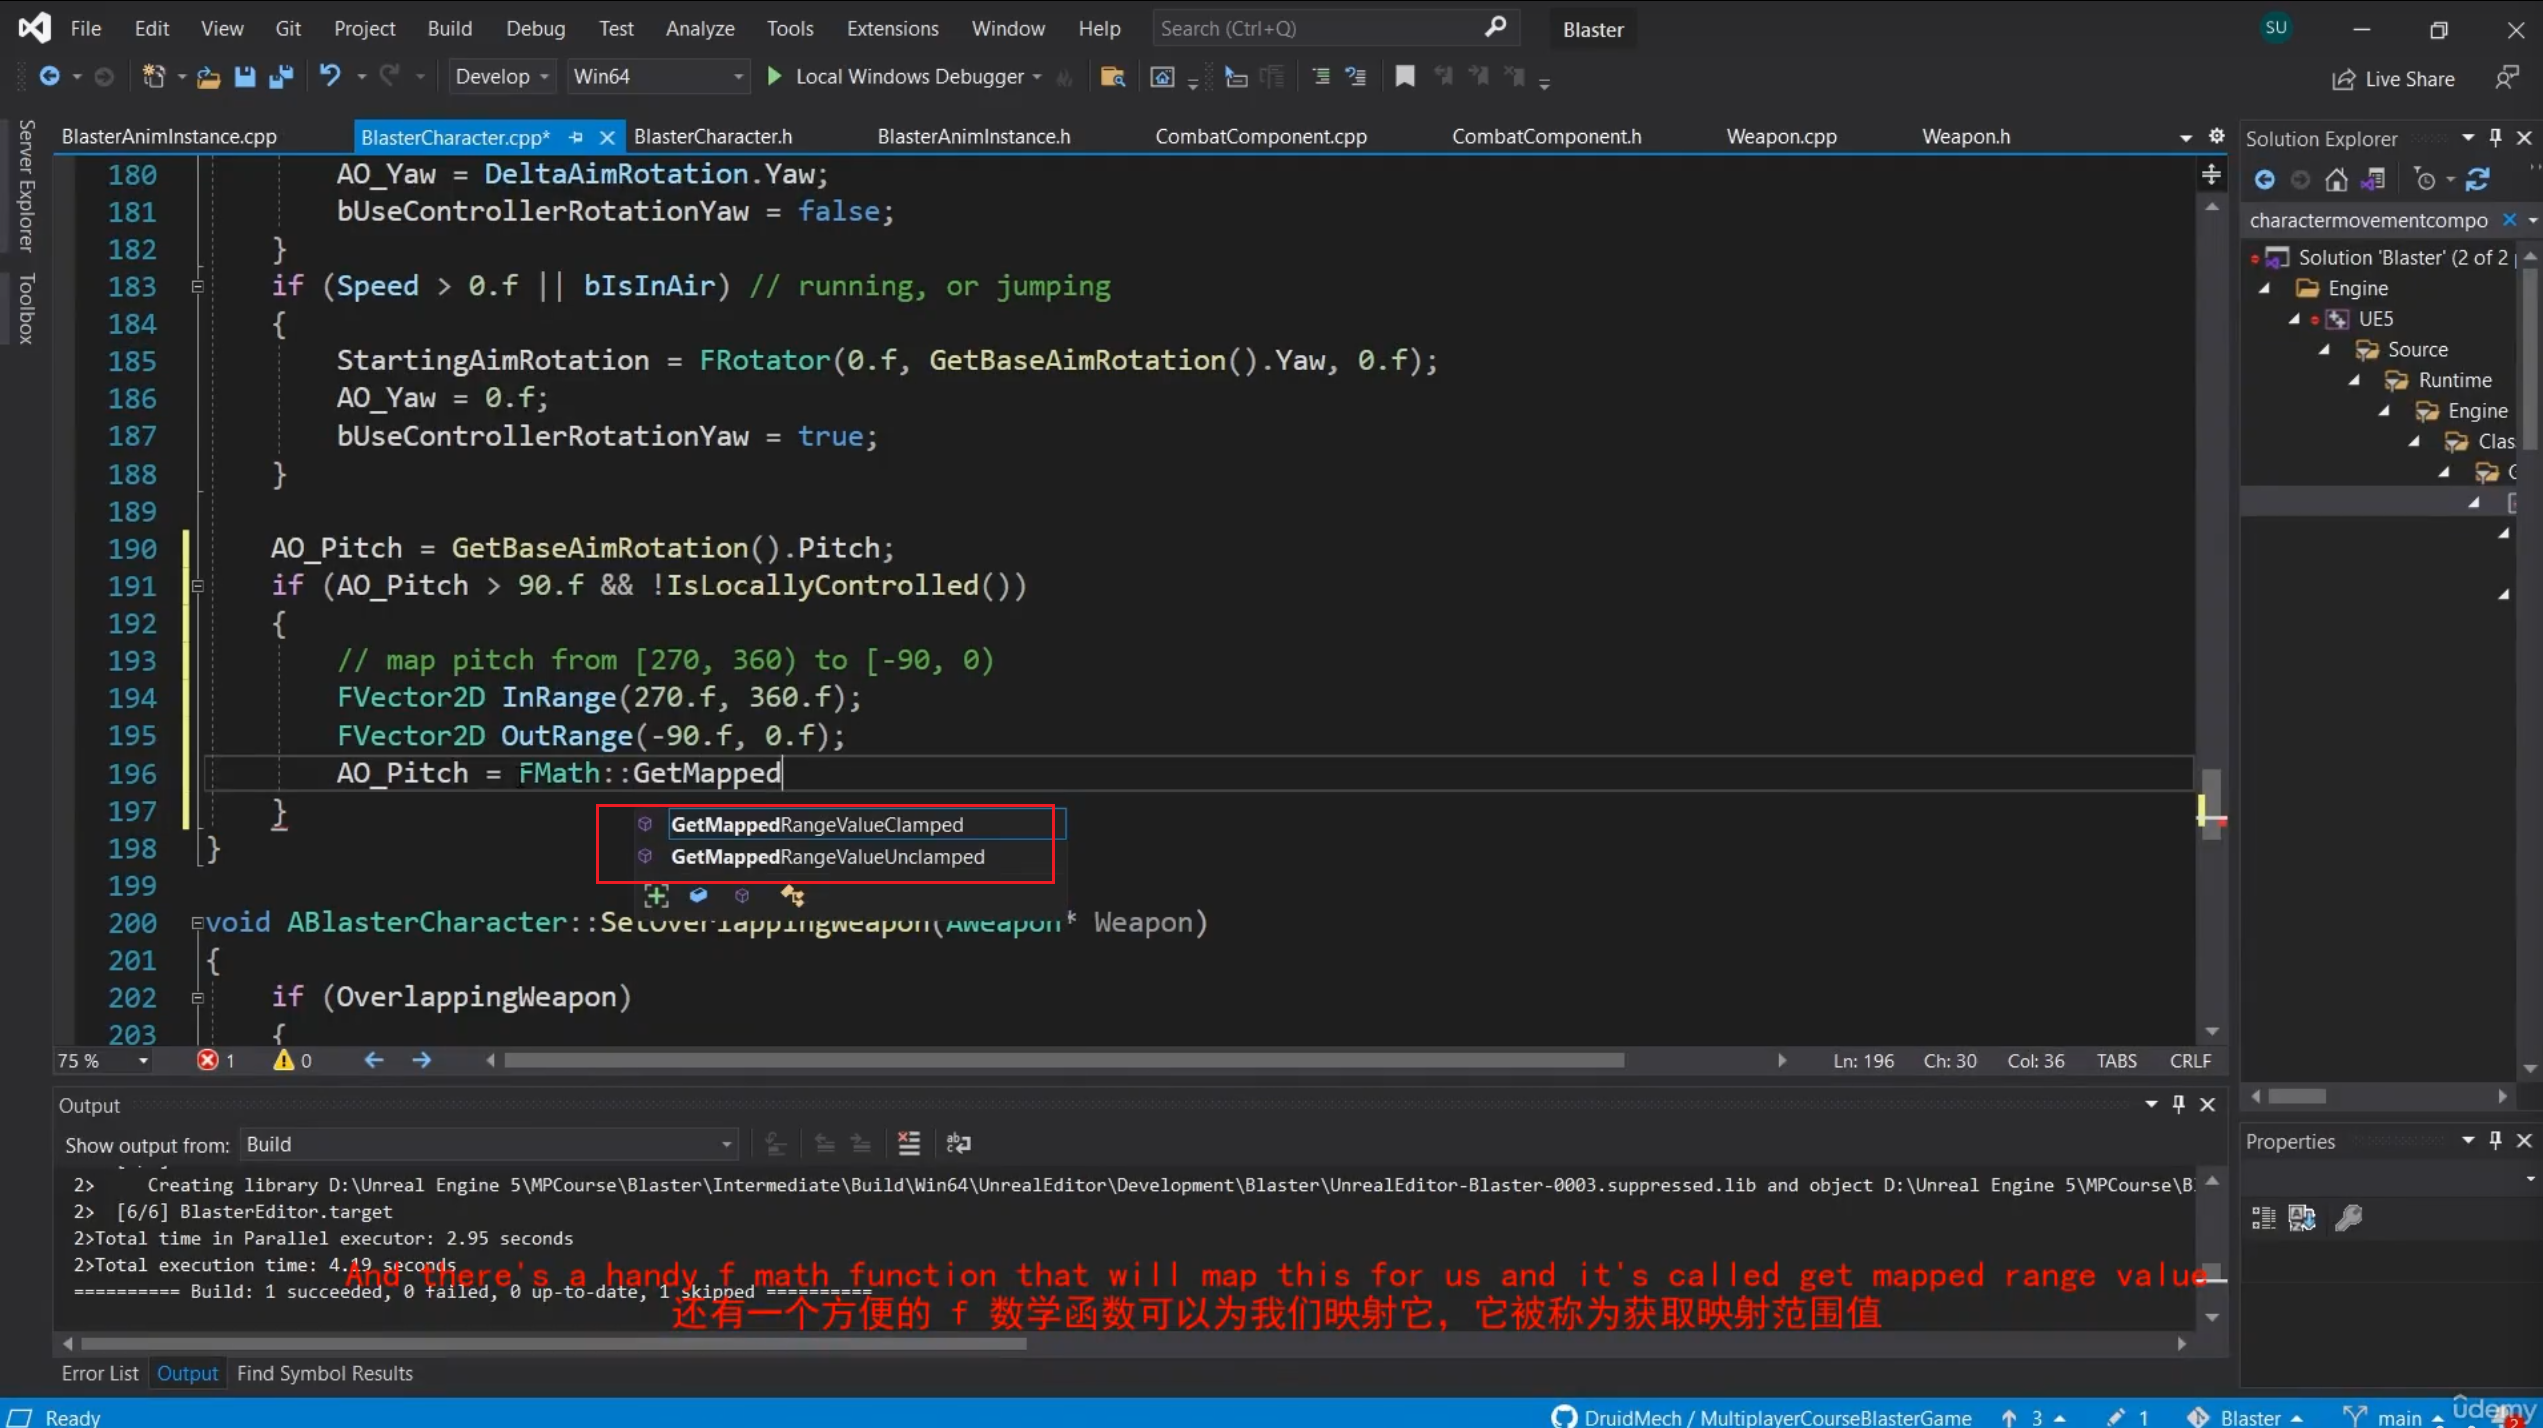 File Edit View Git Project Build Debug Test Analyze Tools Extensions Window Help Search (Ctrl+Q) Blaster SU
Develop Win64 Local Windows Debugger Live Share
Server Explorer
Toolbox
BlasterAnimInstance.cpp BlasterCharacter.cpp* BlasterCharacter.h BlasterAnimInstance.h CombatComponent.cpp CombatComponent.h Weapon.cpp Weapon.h
180 AO_Yaw = DeltaAimRotation.Yaw;
181 bUseControllerRotationYaw = false;
182 }
183 if (Speed > 0.f || bIsInAir) // running, or jumping
184 {
185 StartingAimRotation = FRotator(0.f, GetBaseAimRotation().Yaw, 0.f);
186 AO_Yaw = 0.f;
187 bUseControllerRotationYaw = true;
188 }
189
190 AO_Pitch = GetBaseAimRotation().Pitch;
191 if (AO_Pitch > 90.f && !IsLocallyControlled())
192 {
193 // map pitch from [270, 360) to [-90, 0)
194 FVector2D InRange(270.f, 360.f);
195 FVector2D OutRange(-90.f, 0.f);
196 AO_Pitch = FMath::GetMapped
197 }
GetMappedRangeValueClamped
GetMappedRangeValueUnclamped
198 }
199
200 void ABlasterCharacter::SetOverlappingWeapon(AWeapon* Weapon)
201 {
202 if (OverlappingWeapon)
203 {
75 % 1 0 Ln: 196 Ch: 30 Col: 36 TABS CRLF
Solution Explorer
charactermovementcompo
Solution 'Blaster' (2 of 2
Engine
UE5
Source
Runtime
Engine
Clas
Output
Show output from: Build
2> Creating library D:\Unreal Engine 5\MPCourse\Blaster\Intermediate\Build\Win64\UnrealEditor\Development\Blaster\UnrealEditor-Blaster-0003.suppressed.lib and object D:\Unreal Engine 5\MPCourse\B
2> [6/6] BlasterEditor.target
2>Total time in Parallel executor: 2.95 seconds
2>Total execution time: 4.19 seconds
========== Build: 1 succeeded, 0 failed, 0 up-to-date, 1 skipped ==========
And there's a handy f math function that will map this for us and it's called get mapped range value
还有一个方便的 f 数学函数可以为我们映射它，它被称为获取映射范围值
Error List Output Find Symbol Results
Properties
Ready DruidMech / MultiplayerCourseBlasterGame 3 1 Blaster main 2
udemy